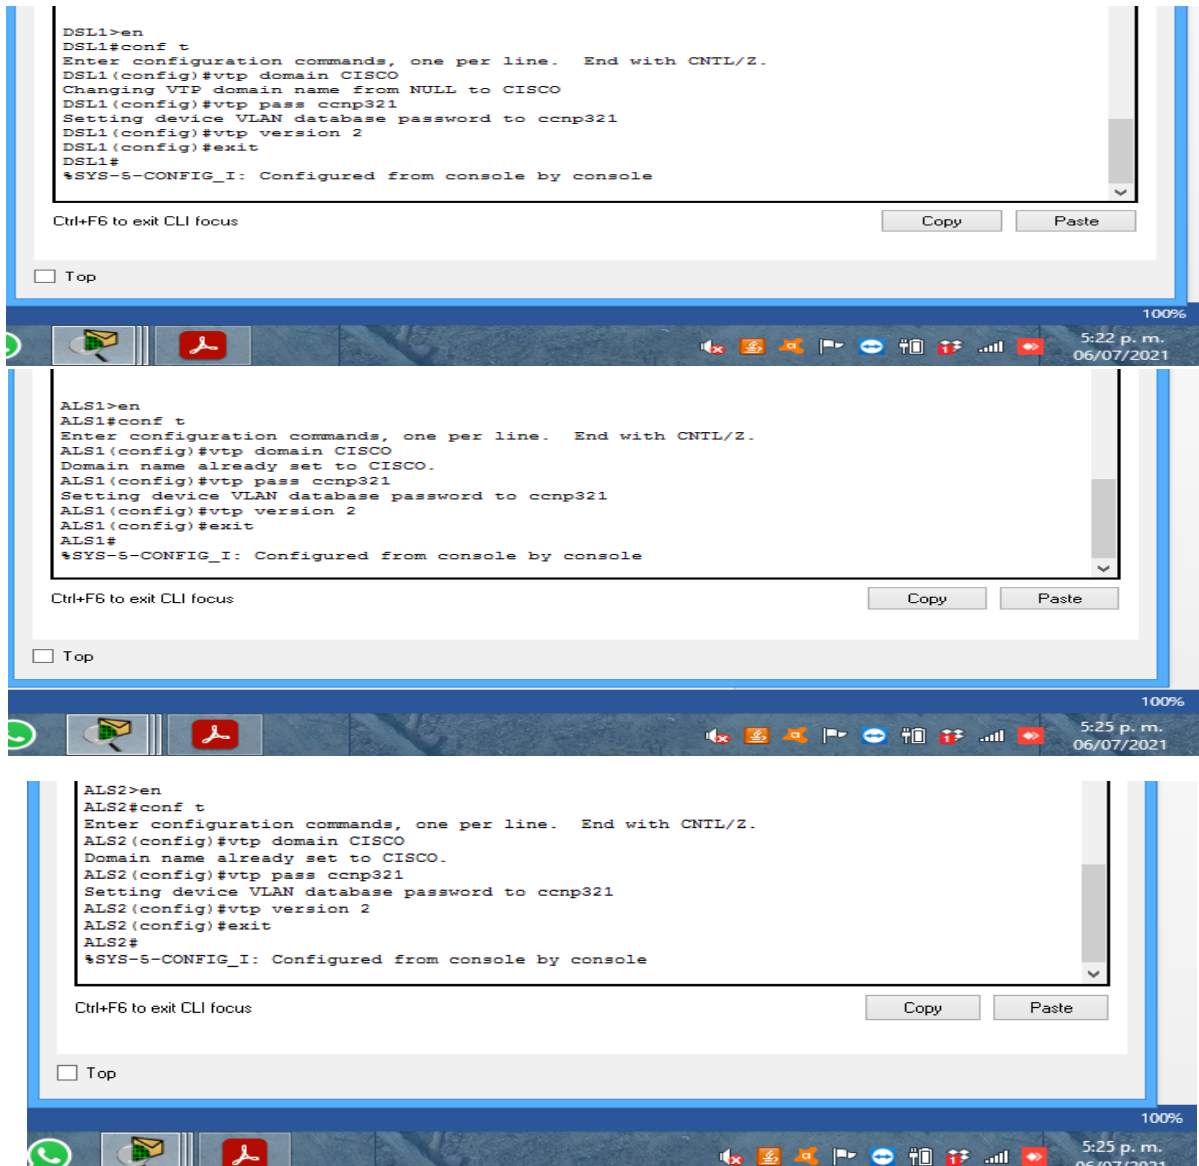 DSL1>en
DSL1#conf t
Enter configuration commands, one per line.  End with CNTL/Z.
DSL1(config)#vtp domain CISCO
Changing VTP domain name from NULL to CISCO
DSL1(config)#vtp pass ccnp321
Setting device VLAN database password to ccnp321
DSL1(config)#vtp version 2
DSL1(config)#exit
DSL1#
%SYS-5-CONFIG_I: Configured from console by console
Ctrl+F6 to exit CLI focus
Copy
Paste
Top
100%
5:22 p. m.
06/07/2021
ALS1>en
ALS1#conf t
Enter configuration commands, one per line.  End with CNTL/Z.
ALS1(config)#vtp domain CISCO
Domain name already set to CISCO.
ALS1(config)#vtp pass ccnp321
Setting device VLAN database password to ccnp321
ALS1(config)#vtp version 2
ALS1(config)#exit
ALS1#
%SYS-5-CONFIG_I: Configured from console by console
Ctrl+F6 to exit CLI focus
Copy
Paste
Top
100%
5:25 p. m.
06/07/2021
ALS2>en
ALS2#conf t
Enter configuration commands, one per line.  End with CNTL/Z.
ALS2(config)#vtp domain CISCO
Domain name already set to CISCO.
ALS2(config)#vtp pass ccnp321
Setting device VLAN database password to ccnp321
ALS2(config)#vtp version 2
ALS2(config)#exit
ALS2#
%SYS-5-CONFIG_I: Configured from console by console
Ctrl+F6 to exit CLI focus
Copy
Paste
Top
100%
5:25 p. m.
06/07/2021